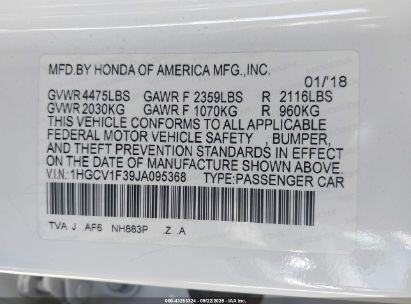 MFD.BY HONDA OF AMERICA MFG.,INC.
01/18
GVWR 4475LBS GAWR F 2359LBS R 2116LBS
GVWR 2030KG GAWR F 1070KG R 960KG
THIS VEHICLE CONFORMS TO ALL APPLICABLE
FEDERAL MOTOR VEHICLE SAFETY , BUMPER,
AND THEFT PREVENTION STANDARDS IN EFFECT
ON THE DATE OF MANUFACTURE SHOWN ABOVE.
V.I.N.:1HGCV1F39JA095368 TYPE:PASSENGER CAR
TVA J AF6 NH883P .Z .A